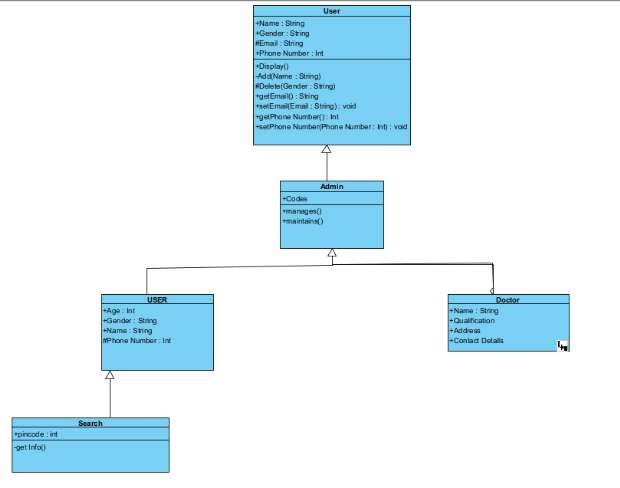 User
+Name : String
+Gender : String
#Email : String
+Phone Number : Int
+Display()
-Add(Name : String)
#Delete(Gender : String)
+getEmail() : String
+setEmail(Email : String) : void
+getPhone Number() : Int
+setPhone Number(Phone Number : Int) : void
Admin
+Codes
+manages()
+maintains()
USER
+Age : Int
+Gender : String
+Name : String
#Phone Number : Int
Doctor
+Name : String
+Qualification
+Address
+Contact Details
Search
+pincode : int
-get Info()